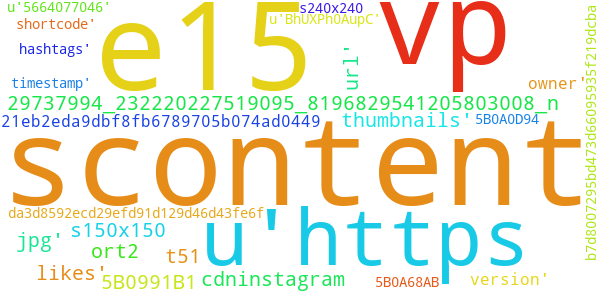 u'5664077046'
shortcode'
hashtags'
timestamp'
e15
u'BhUXPh0AupC'
s240x240
url'
vp
owner'
b7d8007295bd473d66095935f219dcba
29737994_232220227519095_8196829541205803008_n
21eb2eda9dbf8fb6789705b074ad0449
thumbnails'
5B0A0D94
scontent
da3d8592ecd29efd91d129d46d43fe6f
u'https
jpg'
s150x150
ort2
t51
likes'
5B0991B1
cdninstagram
5B0A68AB
version'